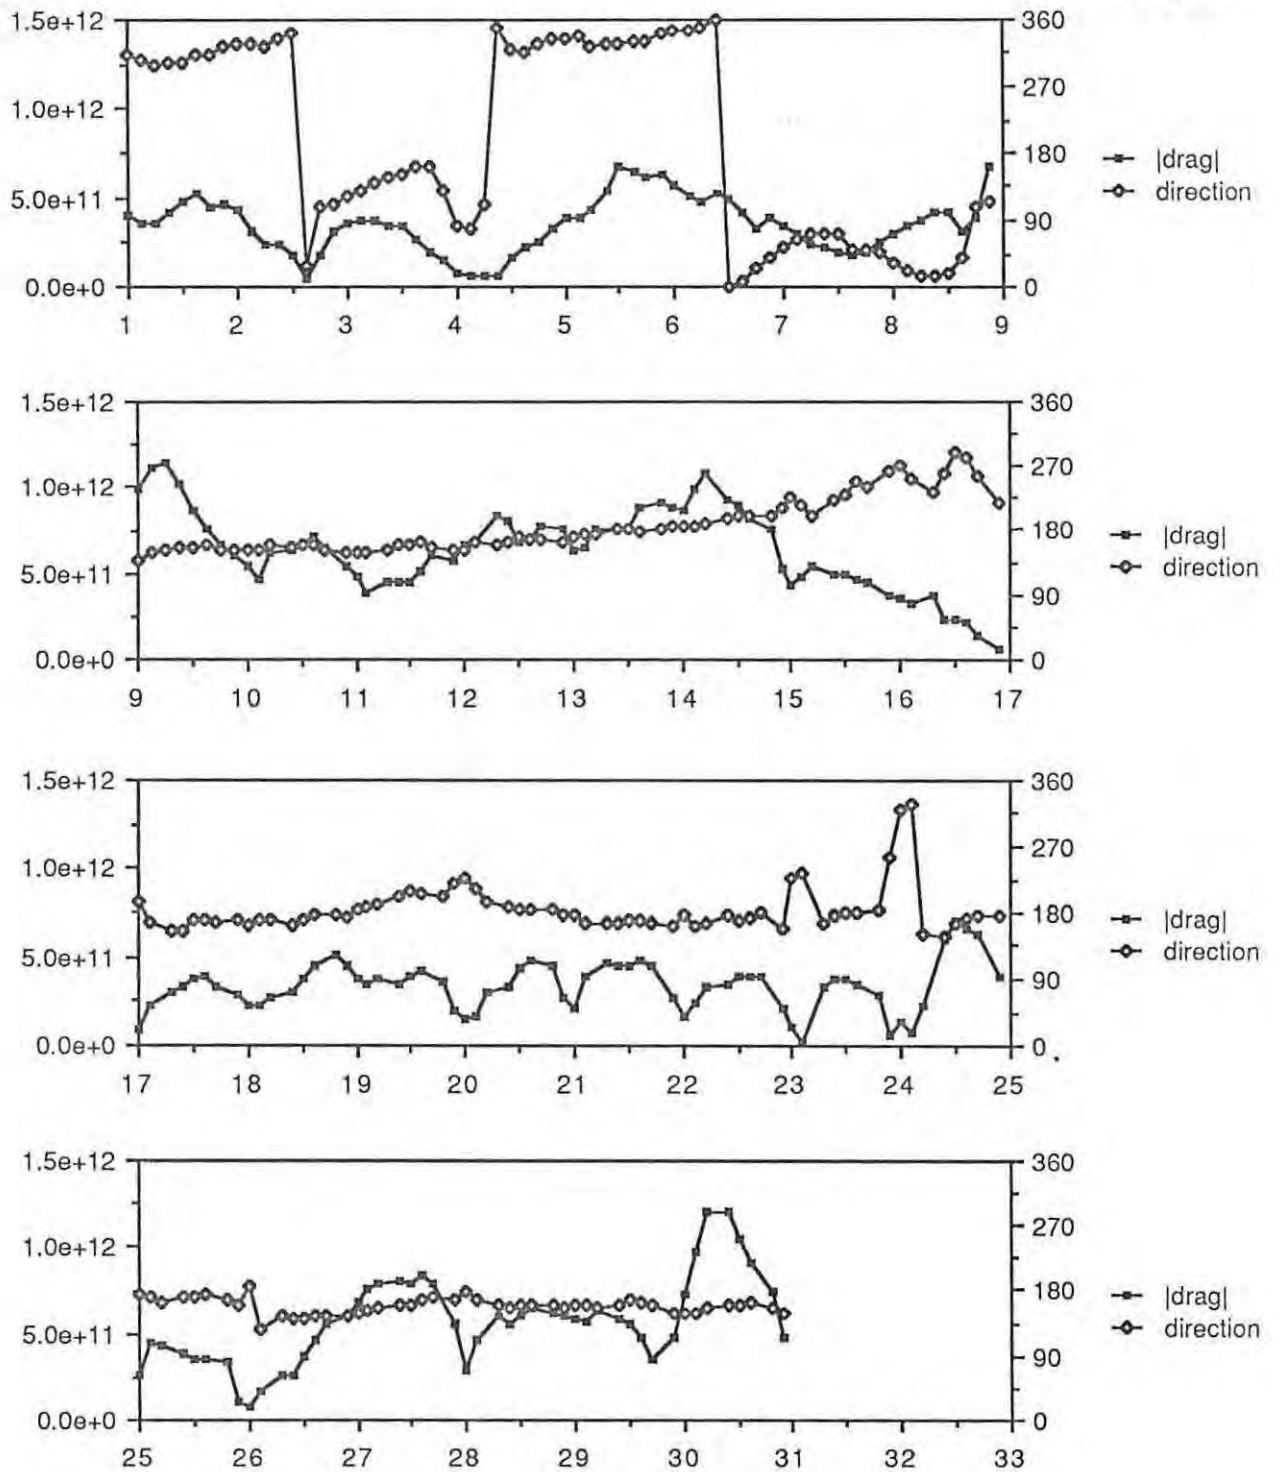 1.5e+12 360
1.0e+12 270
180
5.0e+11 90
0.0e+0 0
1 2 3 4 5 6 7 8 9
|drag|
direction
1.5e+12 360
1.0e+12 270
180
5.0e+11 90
0.0e+0 0
9 10 11 12 13 14 15 16 17
|drag|
direction
1.5e+12 360
1.0e+12 270
180
5.0e+11 90
0.0e+0 0
17 18 19 20 21 22 23 24 25
|drag|
direction
1.5e+12 360
1.0e+12 270
180
5.0e+11 90
0.0e+0 0
25 26 27 28 29 30 31 32 33
|drag|
direction